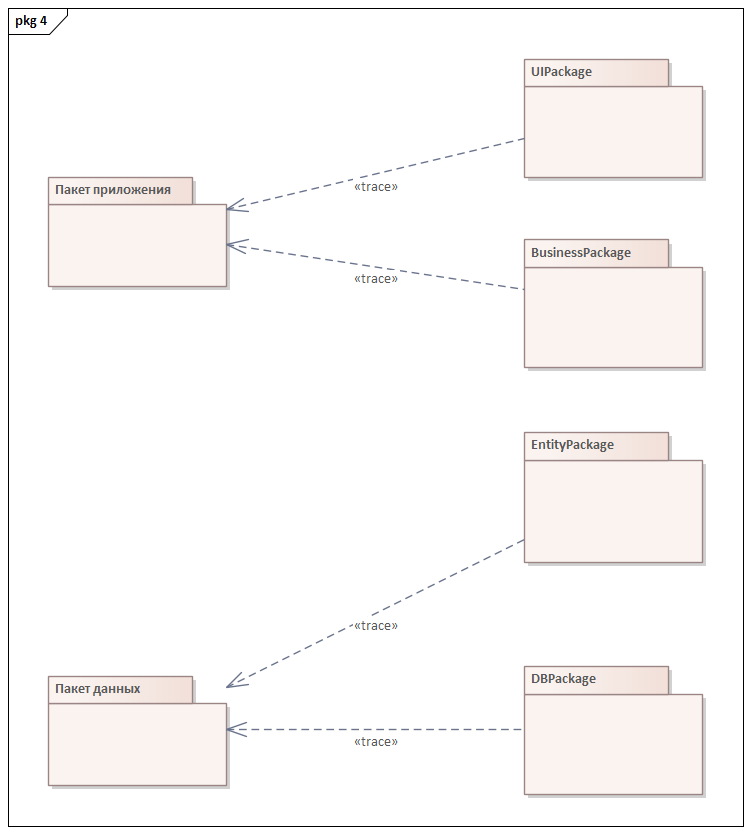 pkg 4
UIPackage
Пакет приложения
«trace»
BusinessPackage
«trace»
EntityPackage
«trace»
Пакет данных
DBPackage
«trace»